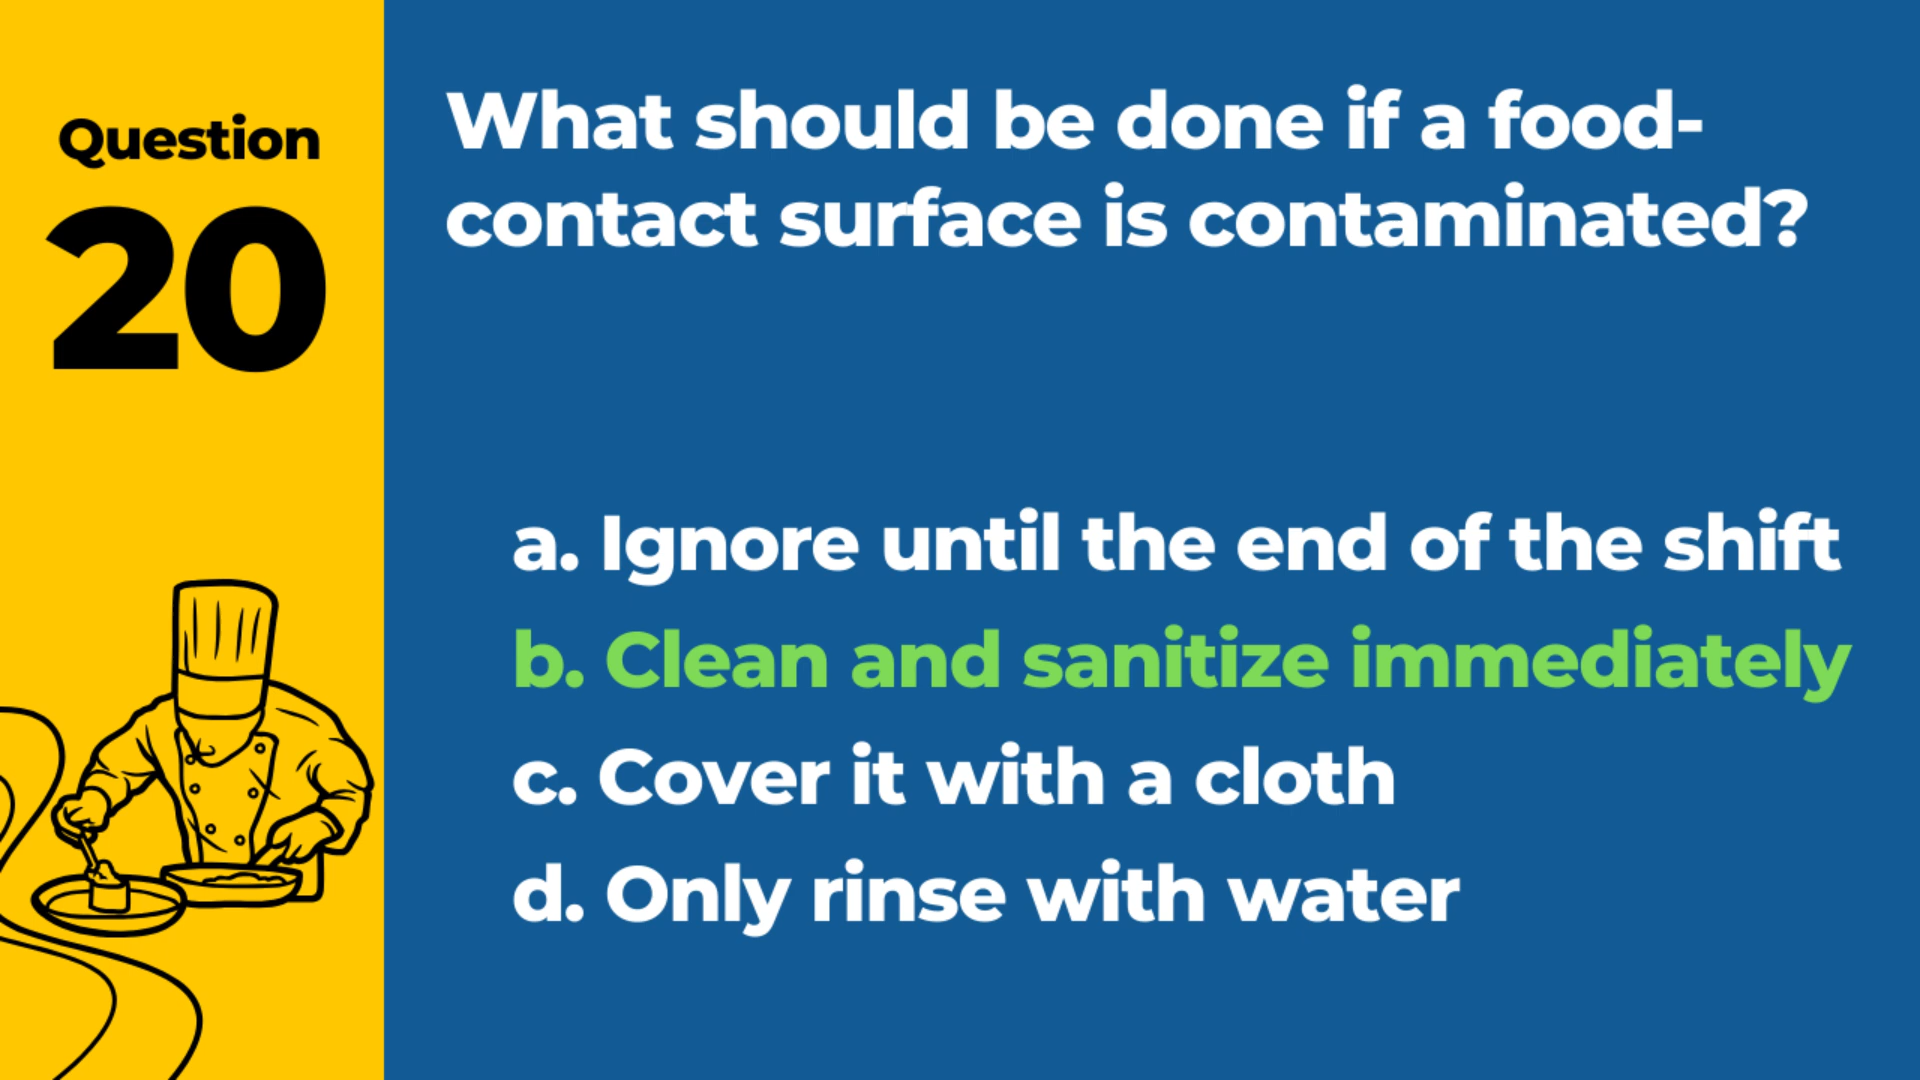 Question
20
What should be done if a food-
contact surface is contaminated?
a. Ignore until the end of the shift
b. Clean and sanitize immediately
c. Cover it with a cloth
d. Only rinse with water